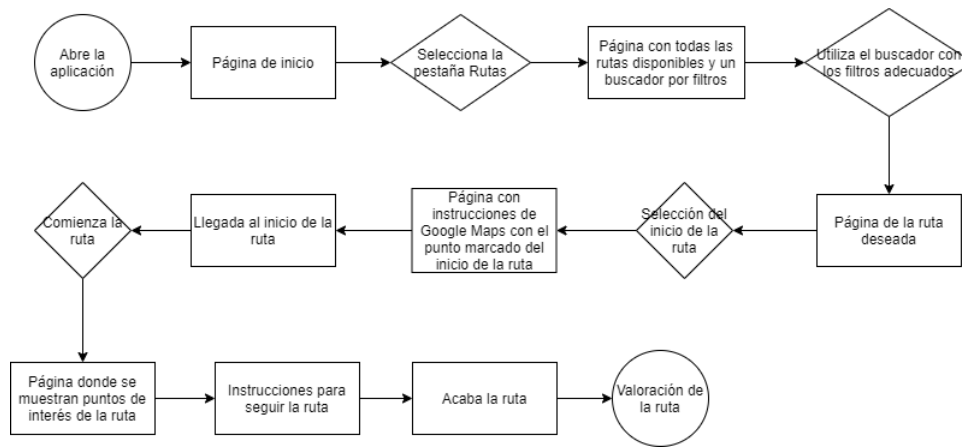 Abre la
aplicación
Página de inicio
Selecciona la
pestaña Rutas
Página con todas las
rutas disponibles y un
buscador por filtros
Utiliza el buscador con
los filtros adecuados
Página de la ruta
deseada
Selección del
inicio de la
ruta
Página con
instrucciones de
Google Maps con el
punto marcado del
inicio de la ruta
Llegada al inicio de la
ruta
Comienza la
ruta
Página donde se
muestran puntos de
interés de la ruta
Instrucciones para
seguir la ruta
Acaba la ruta
Valoración de
la ruta